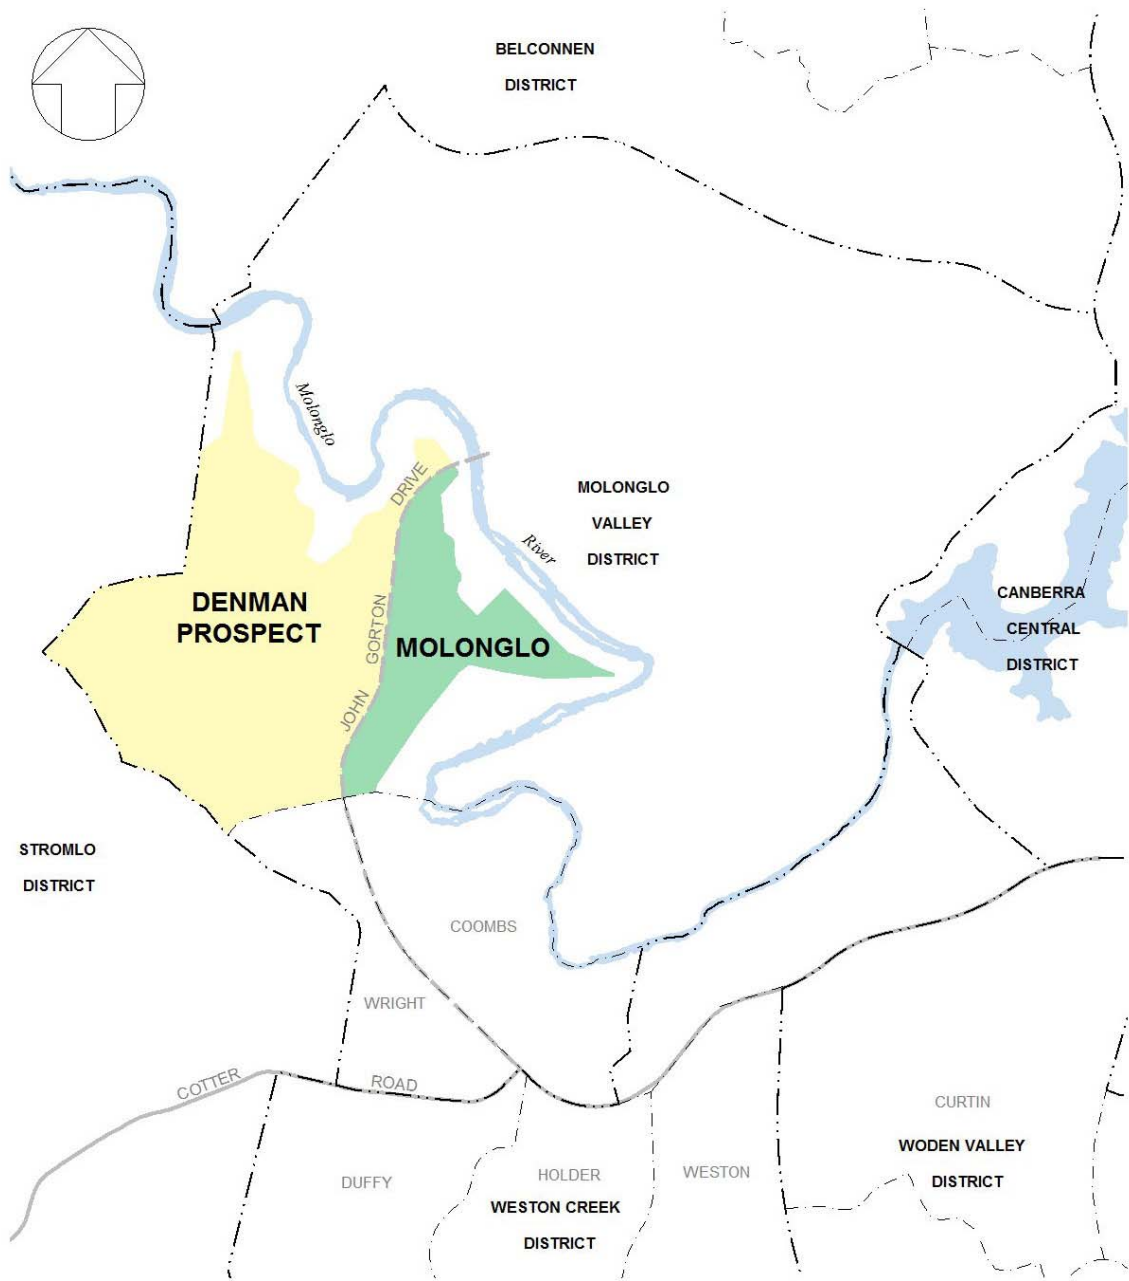 BELCONNEN
DISTRICT
Molonglo
DRIVE
MOLONGLO
VALLEY
DISTRICT
River
CANBERRA
CENTRAL
DISTRICT
DENMAN
PROSPECT
GORTON
MOLONGLO
JOHN
STROMLO
DISTRICT
COOMBS
WRIGHT
COTTER
ROAD
CURTIN
WODEN VALLEY
DISTRICT
DUFFY
HOLDER
WESTON
WESTON CREEK
DISTRICT